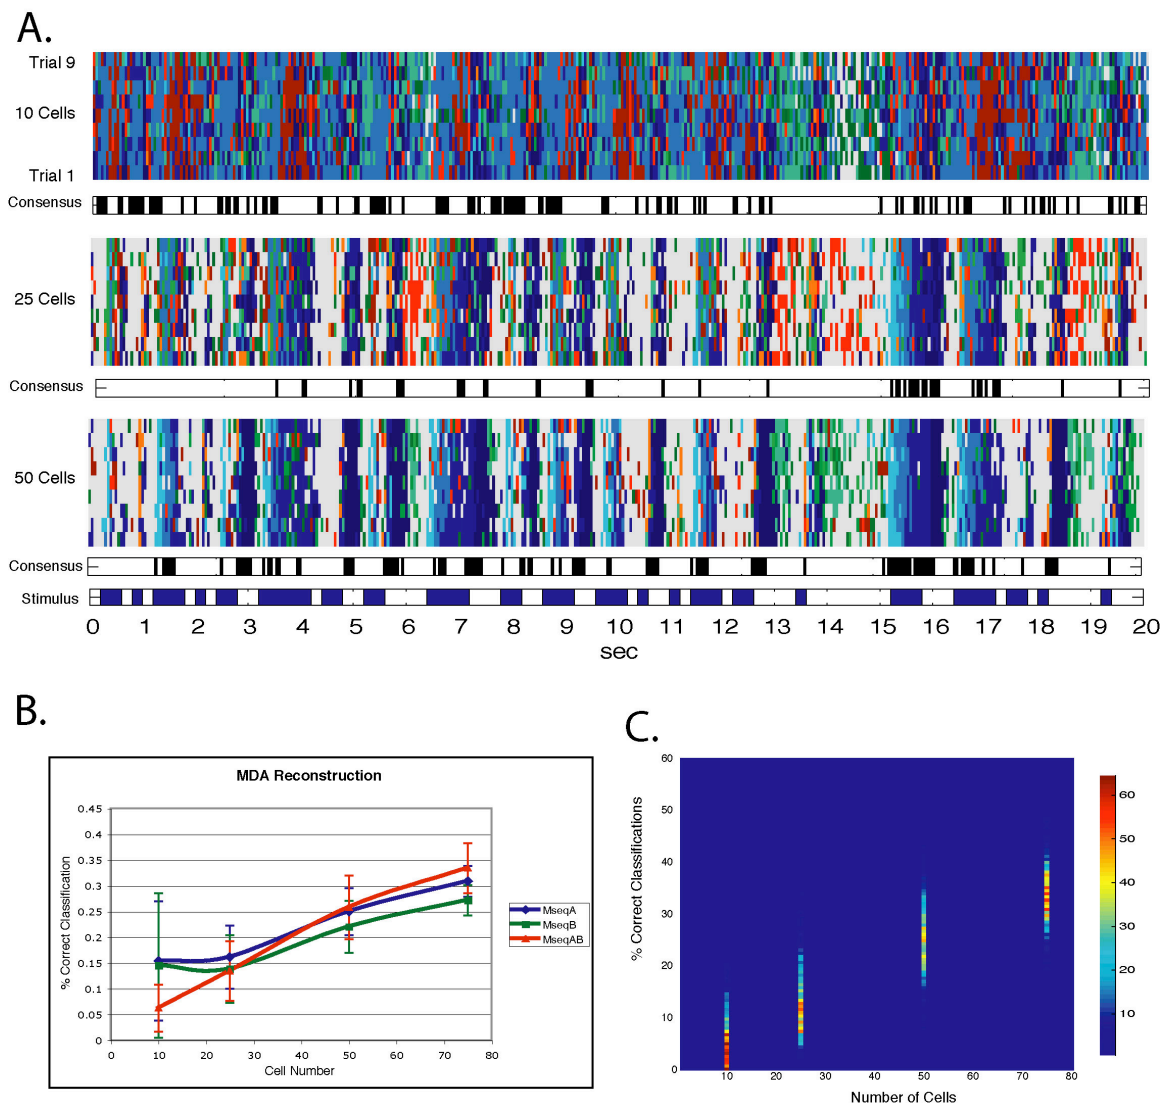 A.
Trial 9
10 Cells
Trial 1
Consensus
25 Cells
Consensus
50 Cells
Consensus
Stimulus
0 1 2 3 4 5 6 7 8 9 10 11 12 13 14 15 16 17 18 19 20
sec
B.
MDA Reconstruction
% Correct Classification
0.45
0.4
0.35
0.3
0.25
0.2
0.15
0.1
0.05
0
0 10 20 30 40 50 60 70 80
Cell Number
MseqA
MseqB
MseqAB
C.
% Correct Classifications
60
50
40
30
20
10
0
10 20 30 40 50 60 70 80
Number of Cells
60
50
40
30
20
10